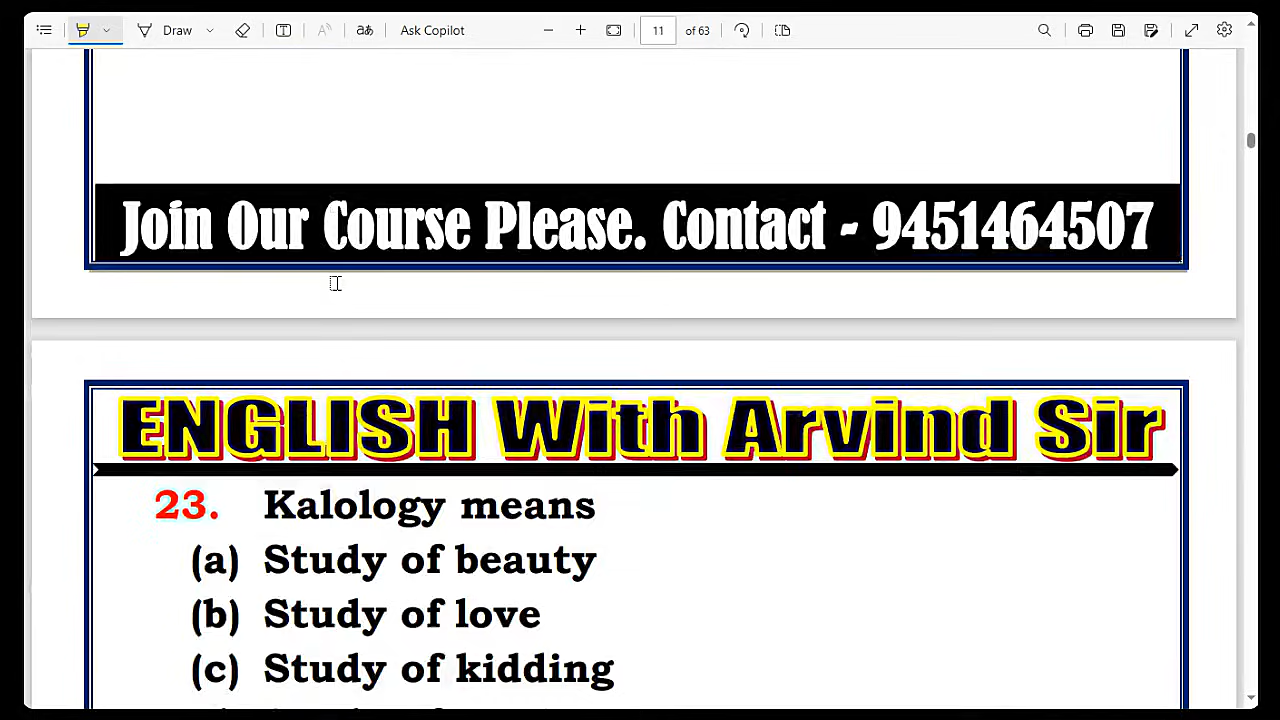 Draw
Ask Copilot
11 of 63
Join Our Course Please. Contact - 9451464507
ENGLISH With Arvind Sir
23. Kalology means
(a) Study of beauty
(b) Study of love
(c) Study of kidding